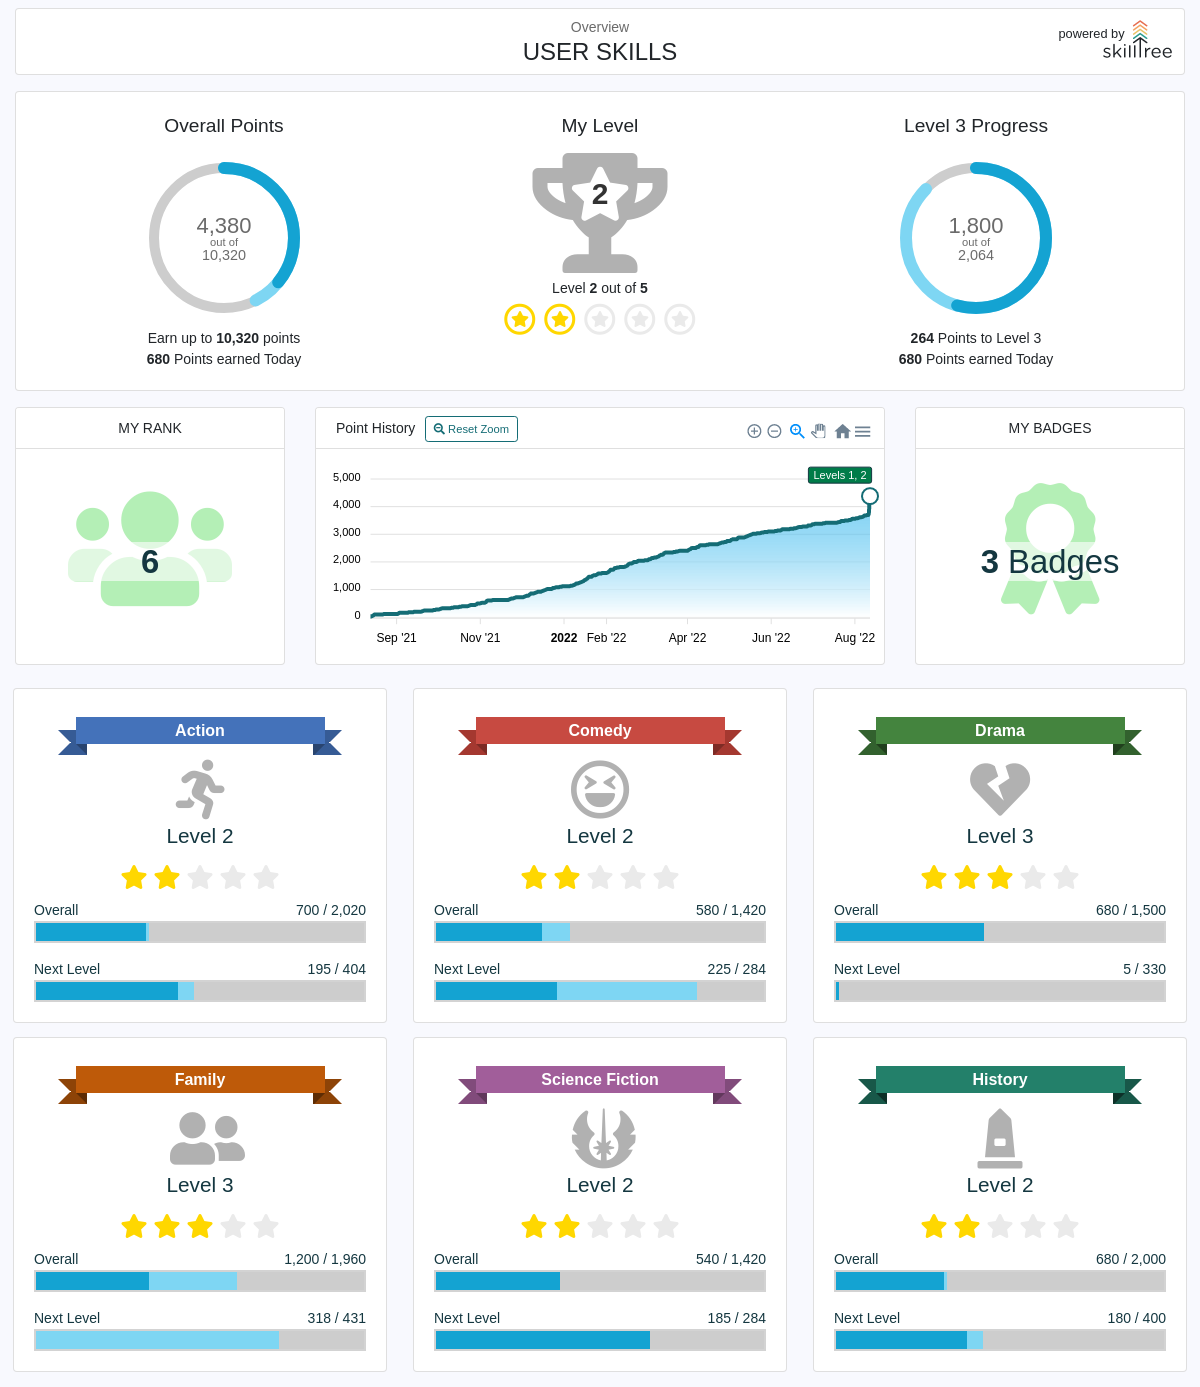 Overview
USER SKILLS
powered by
skilltree
Overall Points
4,380
out of
10,320
Earn up to 10,320 points
680 Points earned Today
My Level
2
Level 2 out of 5
Level 3 Progress
1,800
out of
2,064
264 Points to Level 3
680 Points earned Today
MY RANK
6
Point History
Reset Zoom
Levels 1, 2
5,000
4,000
3,000
2,000
1,000
0
Sep '21 Nov '21 2022 Feb '22 Apr '22 Jun '22 Aug '22
MY BADGES
3 Badges
Action
Level 2
Overall 700 / 2,020
Next Level 195 / 404
Comedy
Level 2
Overall 580 / 1,420
Next Level 225 / 284
Drama
Level 3
Overall 680 / 1,500
Next Level 5 / 330
Family
Level 3
Overall 1,200 / 1,960
Next Level 318 / 431
Science Fiction
Level 2
Overall 540 / 1,420
Next Level 185 / 284
History
Level 2
Overall 680 / 2,000
Next Level 180 / 400